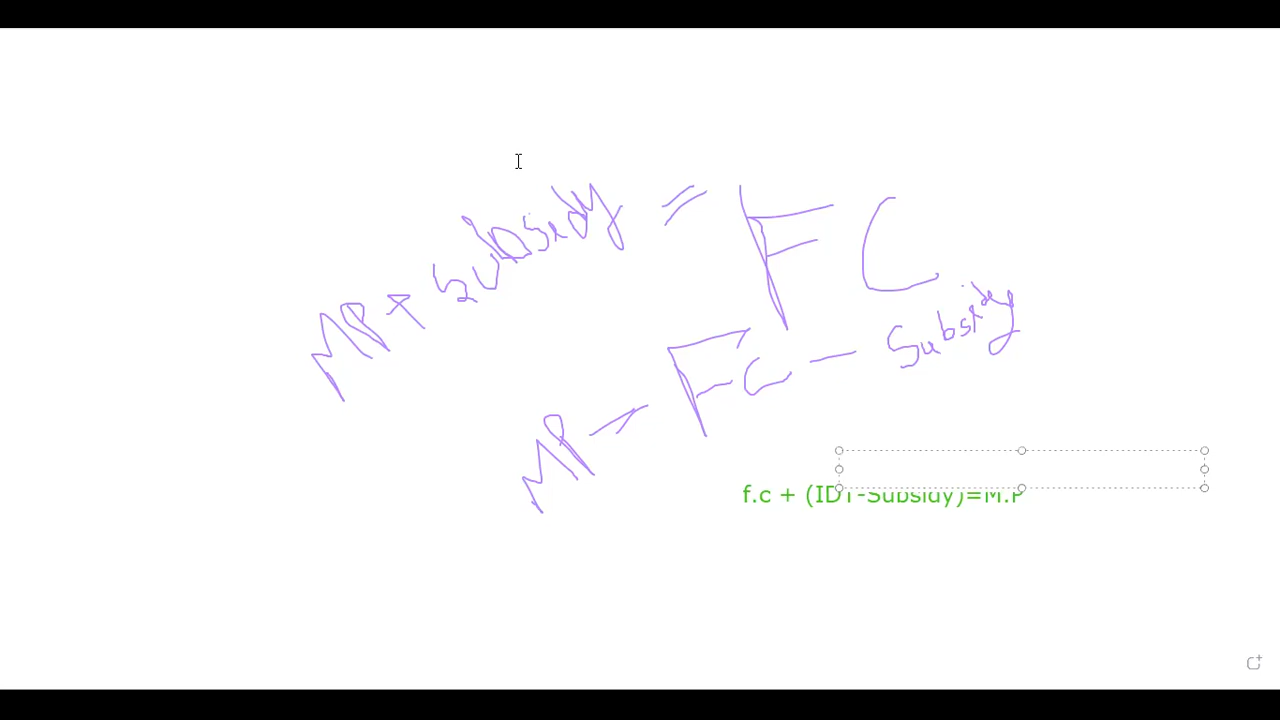 MP + Subsidy = FC
MP = FC - Subsidy
f.c + (IDT-Subsidy)=M.P